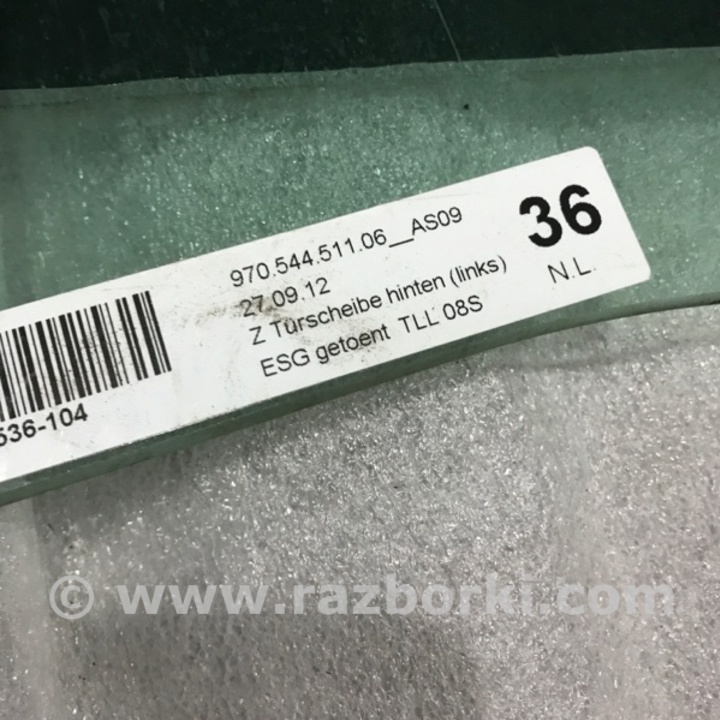 970.544.511.06__AS09
27.09.12
Z Türscheibe hinten (links)
ESG getoent TLL 08S
36
N.L.
536-104
© www.razborki.com